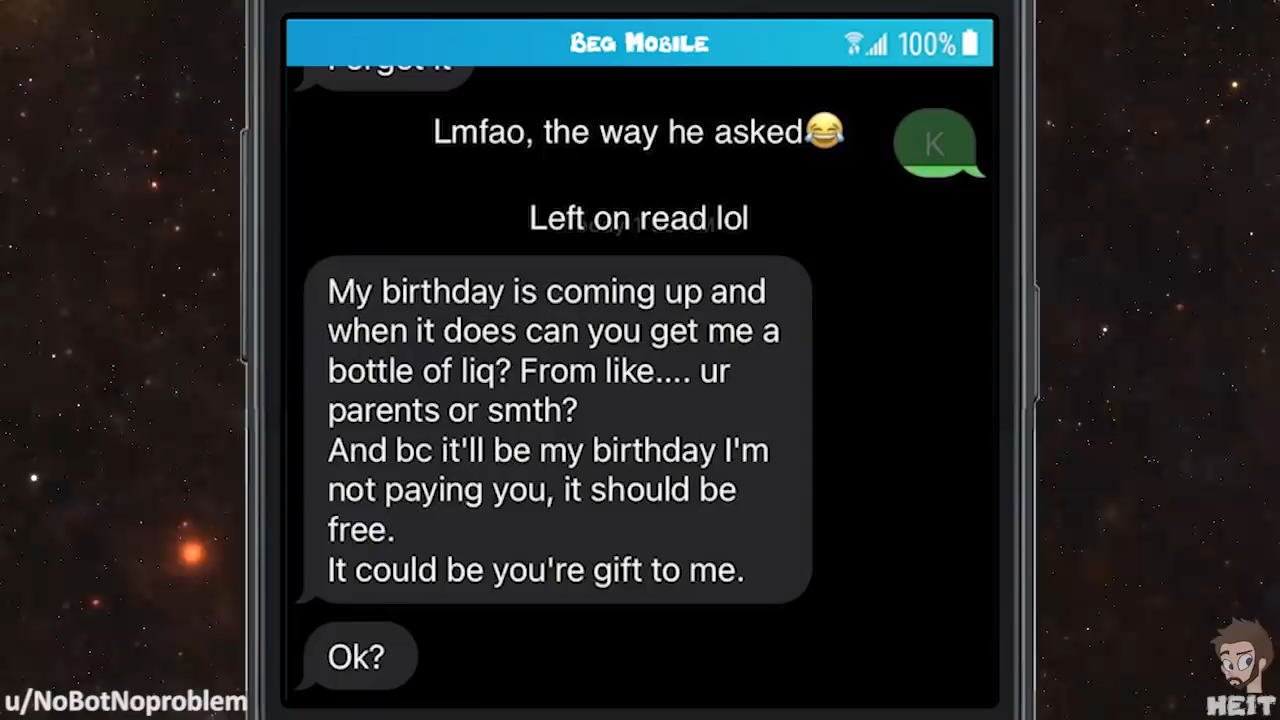 Beg Mobile
100%
Forget it
Lmfao, the way he asked😂
K
Left on read lol
My birthday is coming up and
when it does can you get me a
bottle of liq? From like.... ur
parents or smth?
And bc it'll be my birthday I'm
not paying you, it should be
free.
It could be you're gift to me.
Ok?
u/NoBotNoproblem
HEIT